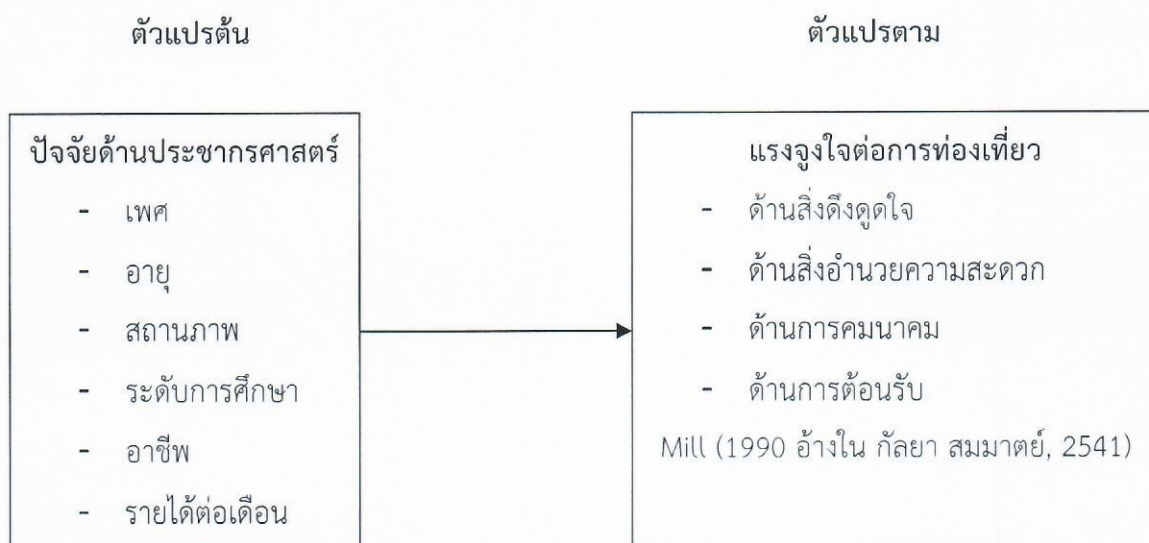 ตัวแปรต้น
ตัวแปรตาม
ปัจจัยด้านประชากรศาสตร์
- เพศ
- อายุ
- สถานภาพ
- ระดับการศึกษา
- อาชีพ
- รายได้ต่อเดือน
แรงจูงใจต่อการท่องเที่ยว
- ด้านสิ่งดึงดูดใจ
- ด้านสิ่งอำนวยความสะดวก
- ด้านการคมนาคม
- ด้านการต้อนรับ
Mill (1990 อ้างใน กัลยา สมมาตย์, 2541)